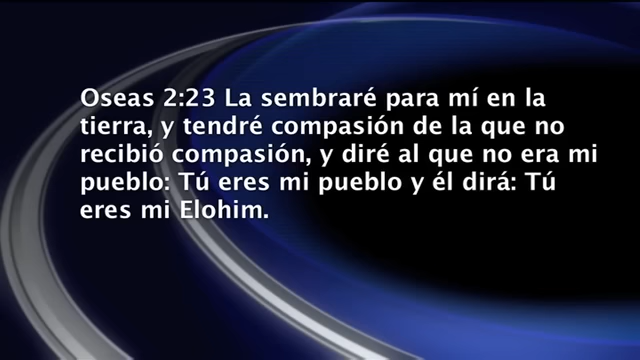 Oseas 2:23 La sembraré para mí en la
tierra, y tendré compasión de la que no
recibió compasión, y diré al que no era mi
pueblo: Tú eres mi pueblo y él dirá: Tú
eres mi Elohim.